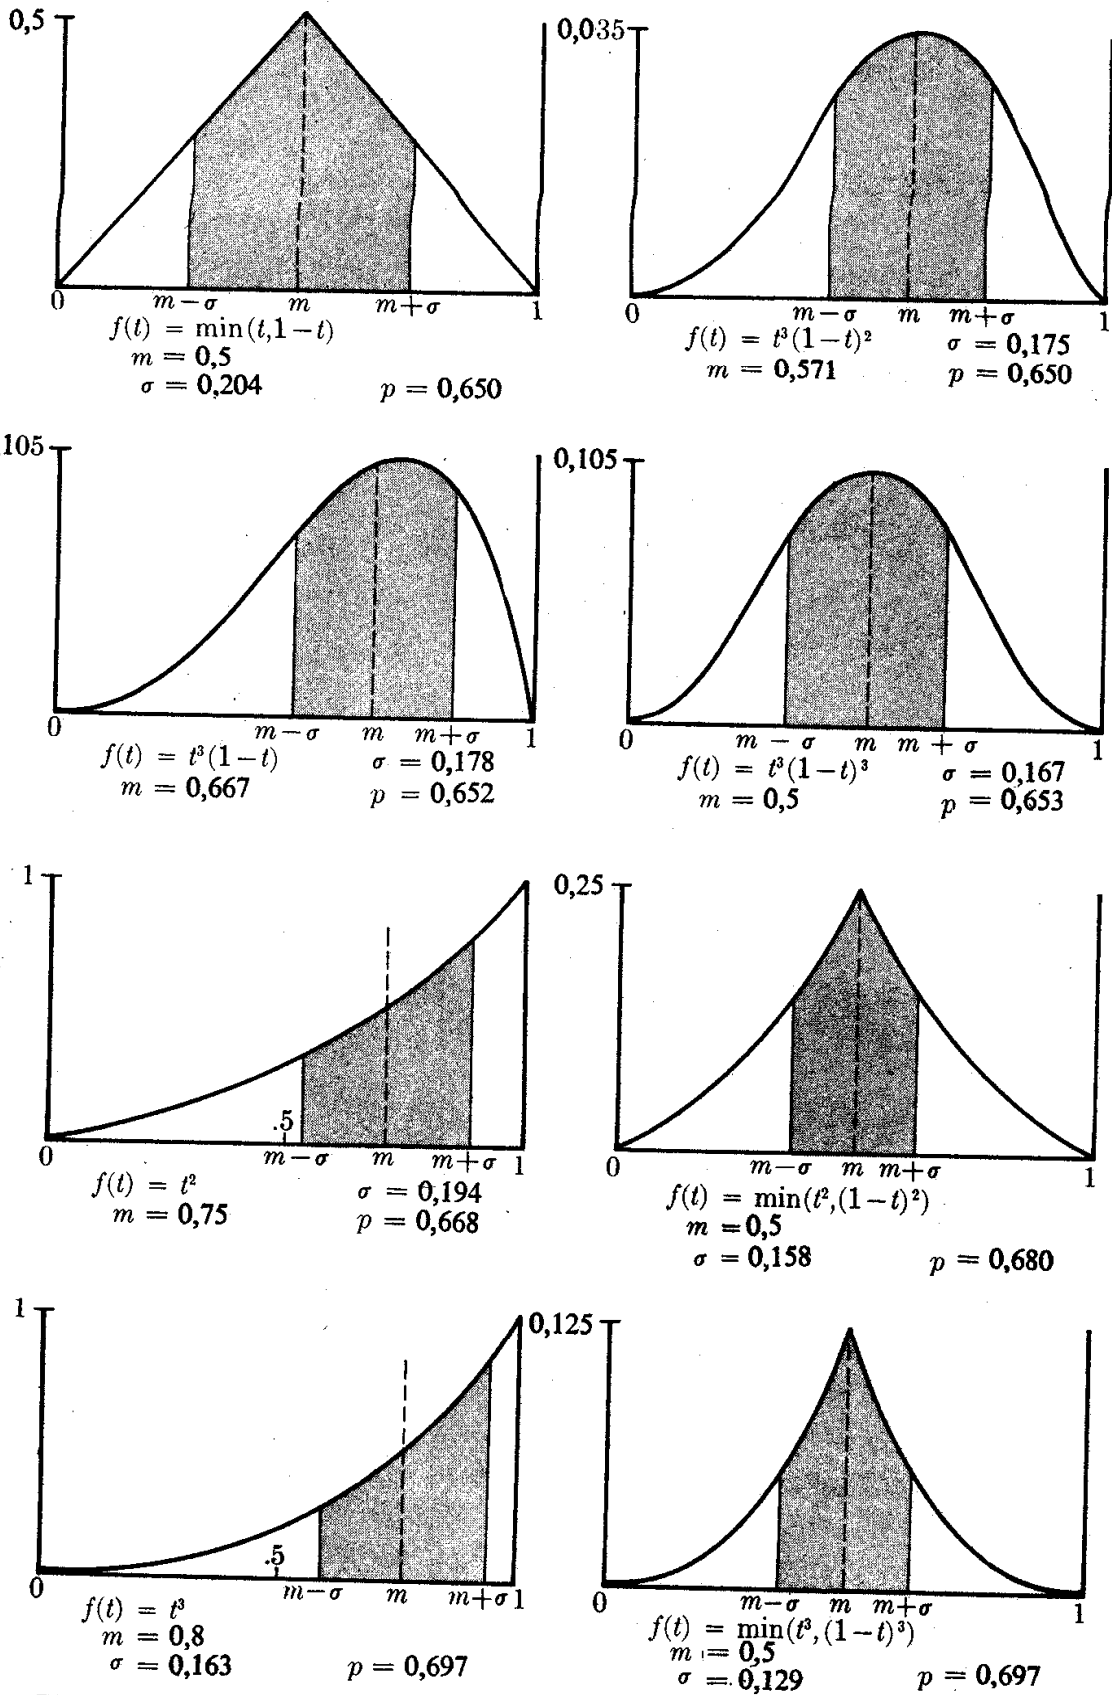 0,5
0 m−σ m m+σ 1
f(t) = min(t,1−t)
m = 0,5
σ = 0,204 p = 0,650
0,035
0 m−σ m m+σ 1
f(t) = t³(1−t)² σ = 0,175
m = 0,571 p = 0,650
105
0 m−σ m m+σ 1
f(t) = t³(1−t) σ = 0,178
m = 0,667 p = 0,652
0,105
0 m − σ m m + σ 1
f(t) = t³(1−t)³ σ = 0,167
m = 0,5 p = 0,653
1
.5
0 m−σ m m+σ 1
f(t) = t² σ = 0,194
m = 0,75 p = 0,668
0,25
0 m−σ m m+σ 1
f(t) = min(t²,(1−t)²)
m = 0,5
σ = 0,158 p = 0,680
1
.5
0 m−σ m m+σ 1
f(t) = t³
m = 0,8
σ = 0,163 p = 0,697
0,125
0 m−σ m m+σ 1
f(t) = min(t³,(1−t)³)
m = 0,5
σ = 0,129 p = 0,697